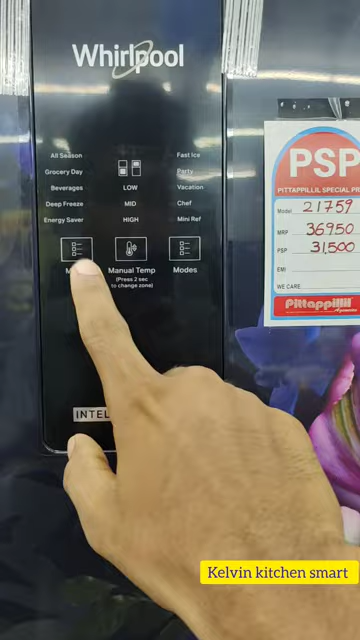 Whirlpool
All Season
Grocery Day
Beverages
Deep Freeze
Energy Saver
LOW
MID
HIGH
Fast Ice
Party
Vacation
Chef
Mini Ref
Manual Temp
(Press 2 sec
to change zone)
Modes
PSP
PITTAPPILLIL SPECIAL PR
Model 21759
MRP 36950
PSP 31,500
EMI
WE CARE
Pittappillil
Agencies
Kelvin kitchen smart